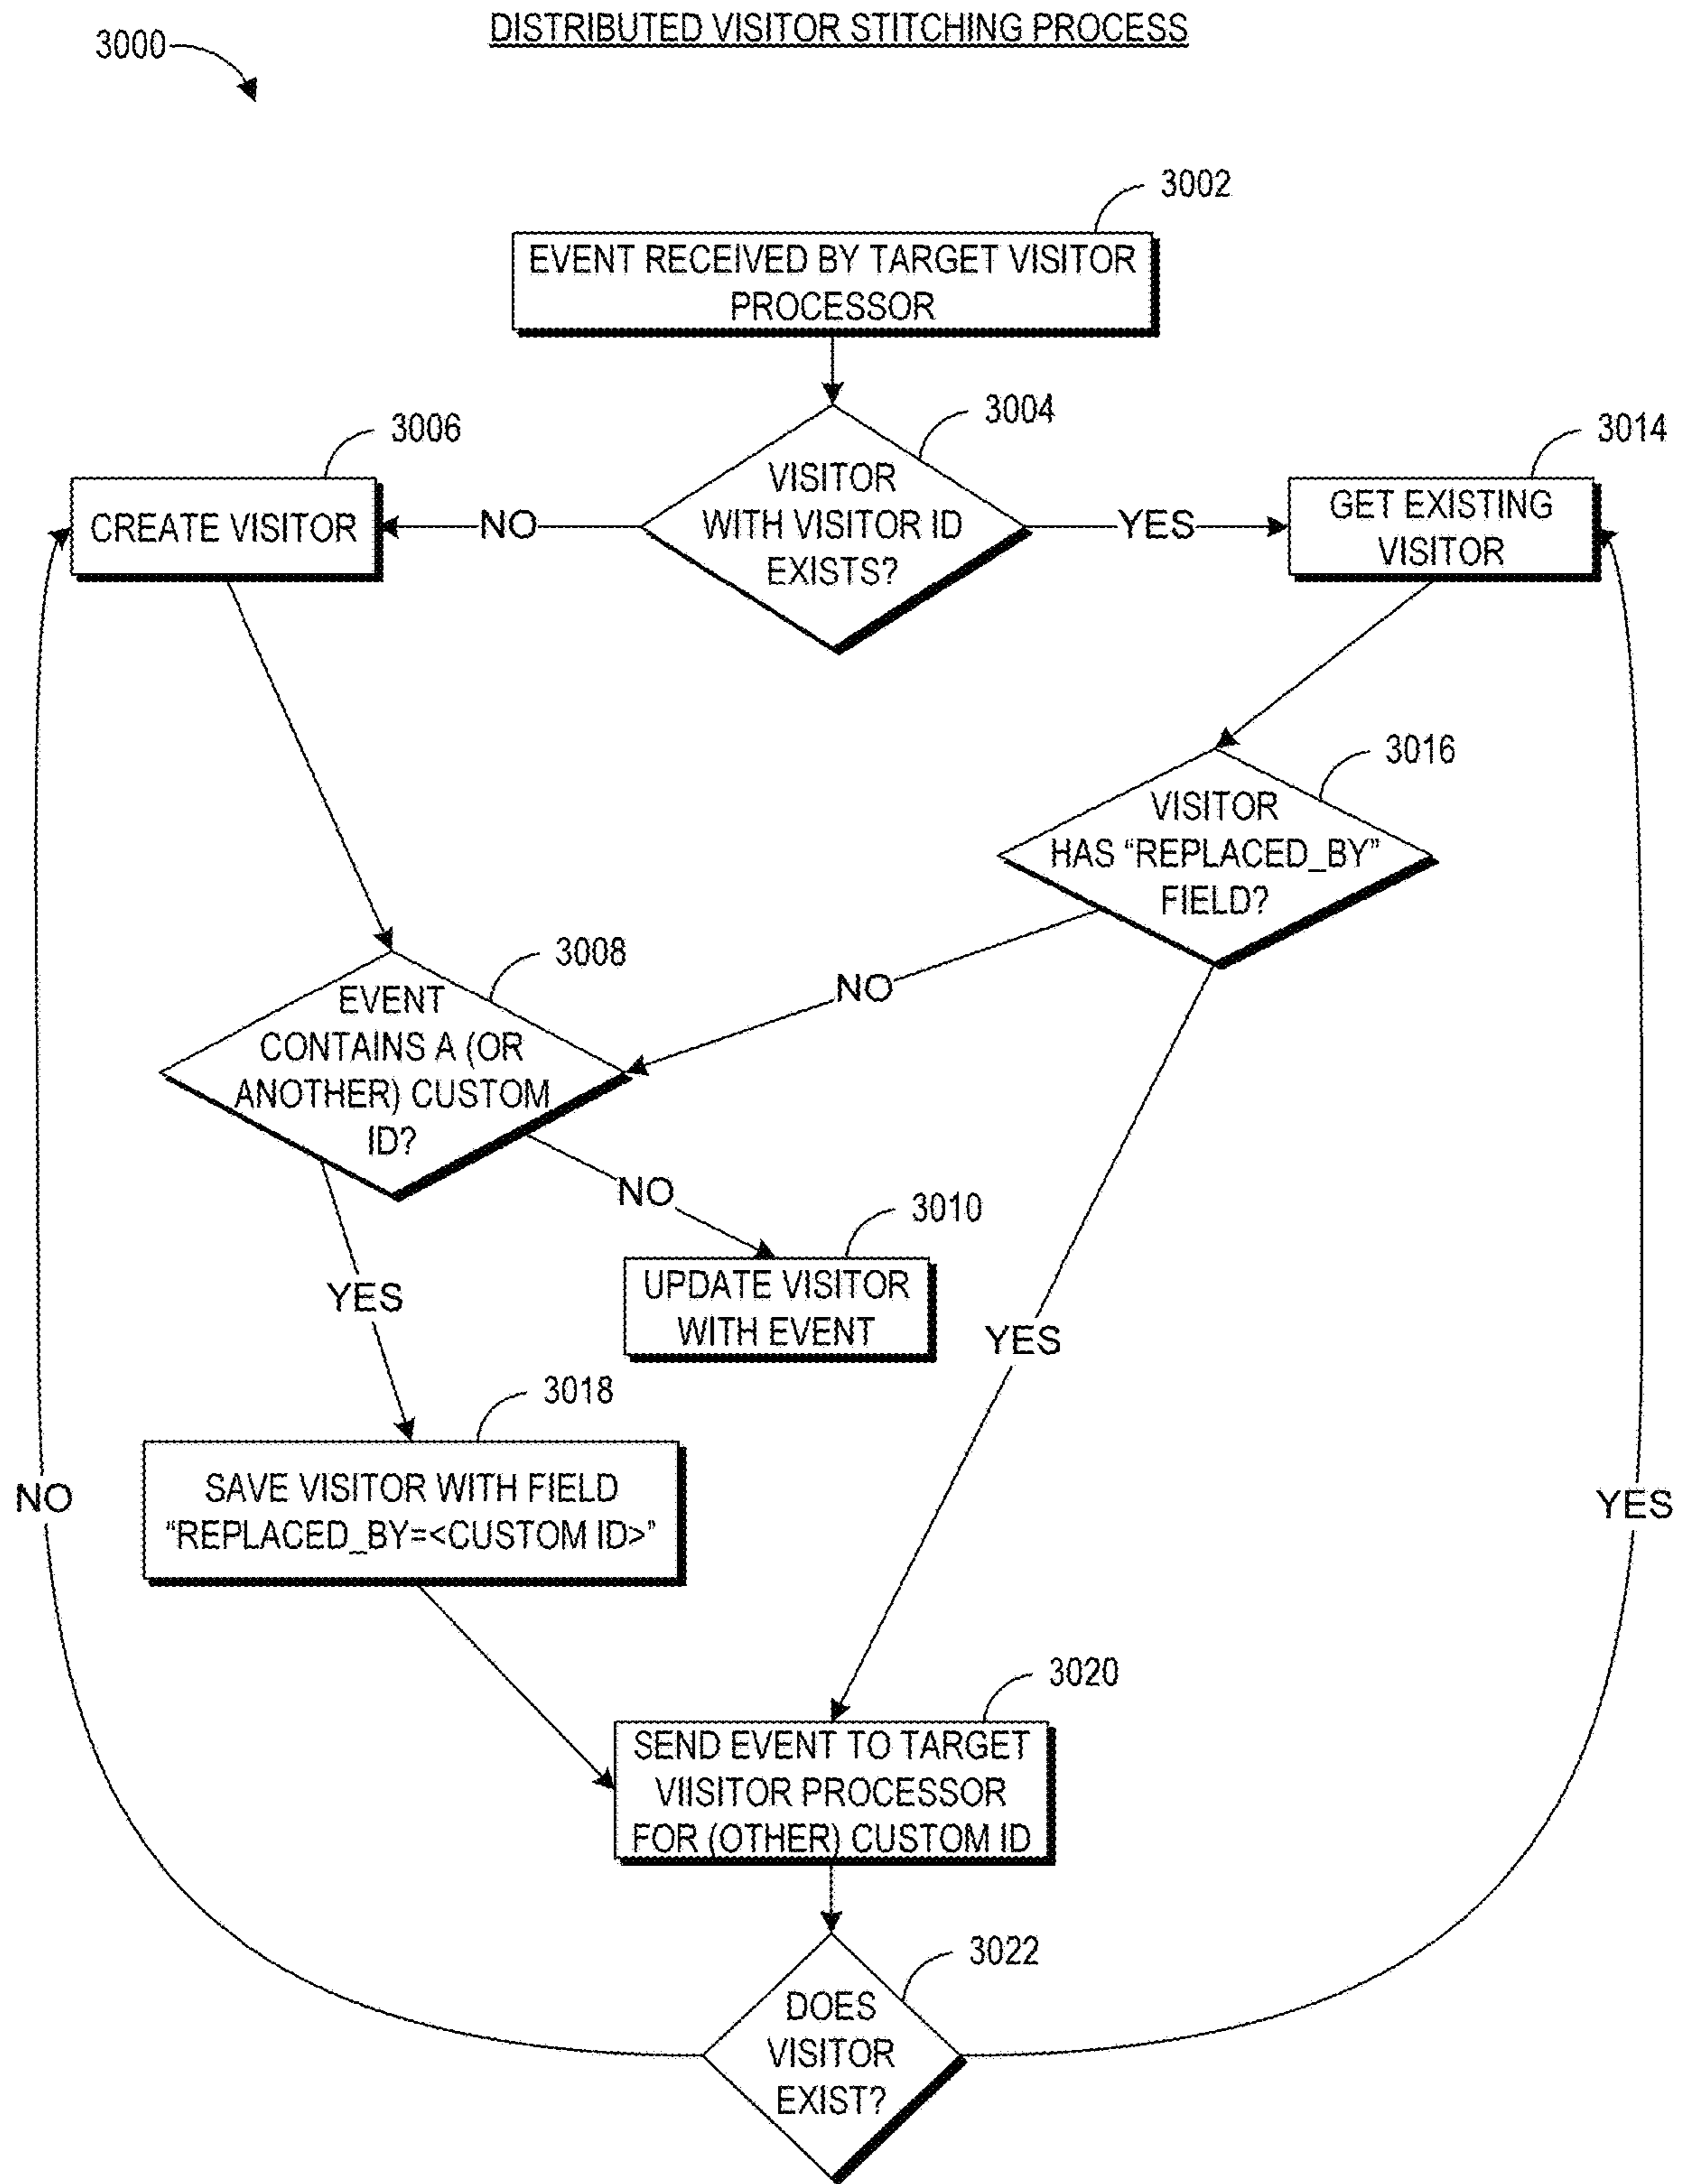 DISTRIBUTED VISITOR STITCHING PROCESS
3000
3002
EVENT RECEIVED BY TARGET VISITOR
PROCESSOR
3004
VISITOR
WITH VISITOR ID
EXISTS?
NO
YES
3006
CREATE VISITOR
3014
GET EXISTING
VISITOR
3016
VISITOR
HAS “REPLACED_BY”
FIELD?
NO
YES
3008
EVENT
CONTAINS A (OR
ANOTHER) CUSTOM
ID?
NO
YES
3010
UPDATE VISITOR
WITH EVENT
3018
SAVE VISITOR WITH FIELD
“REPLACED_BY=<CUSTOM ID>”
3020
SEND EVENT TO TARGET
VIISITOR PROCESSOR
FOR (OTHER) CUSTOM ID
3022
DOES
VISITOR
EXIST?
NO
YES